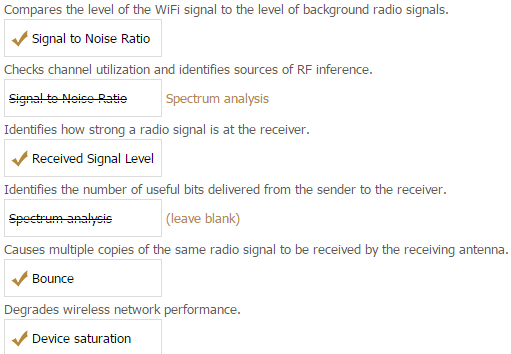 Compares the level of the WiFi signal to the level of background radio signals.
Signal to Noise Ratio
Checks channel utilization and identifies sources of RF inference.
Signal to Noise Ratio Spectrum analysis
Identifies how strong a radio signal is at the receiver.
Received Signal Level
Identifies the number of useful bits delivered from the sender to the receiver.
Spectrum analysis (leave blank)
Causes multiple copies of the same radio signal to be received by the receiving antenna.
Bounce
Degrades wireless network performance.
Device saturation